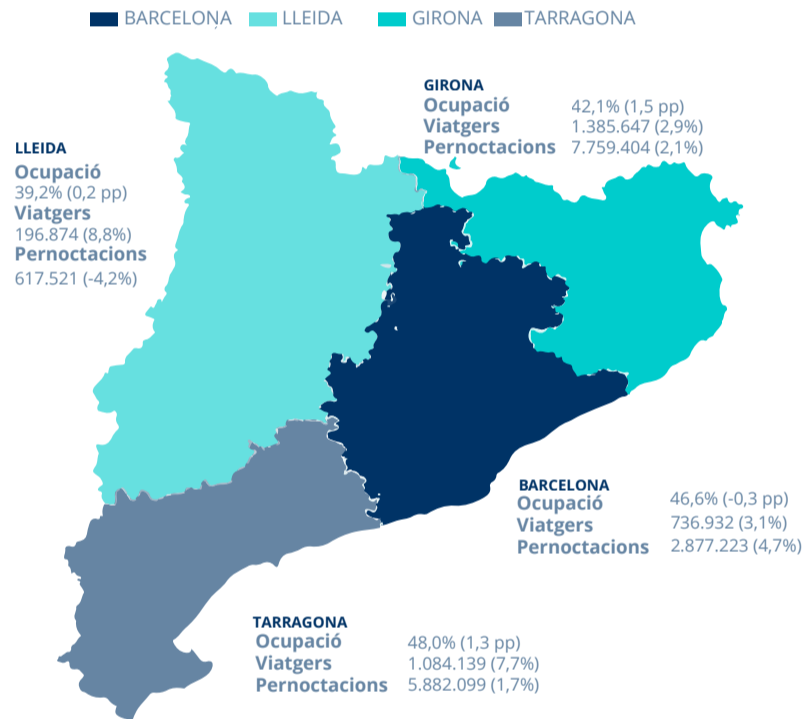 BARCELONA LLEIDA GIRONA TARRAGONA
GIRONA
Ocupació 42,1% (1,5 pp)
Viatgers 1.385.647 (2,9%)
Pernoctacions 7.759.404 (2,1%)
LLEIDA
Ocupació
39,2% (0,2 pp)
Viatgers
196.874 (8,8%)
Pernoctacions
617.521 (-4,2%)
BARCELONA
Ocupació 46,6% (-0,3 pp)
Viatgers 736.932 (3,1%)
Pernoctacions 2.877.223 (4,7%)
TARRAGONA
Ocupació 48,0% (1,3 pp)
Viatgers 1.084.139 (7,7%)
Pernoctacions 5.882.099 (1,7%)